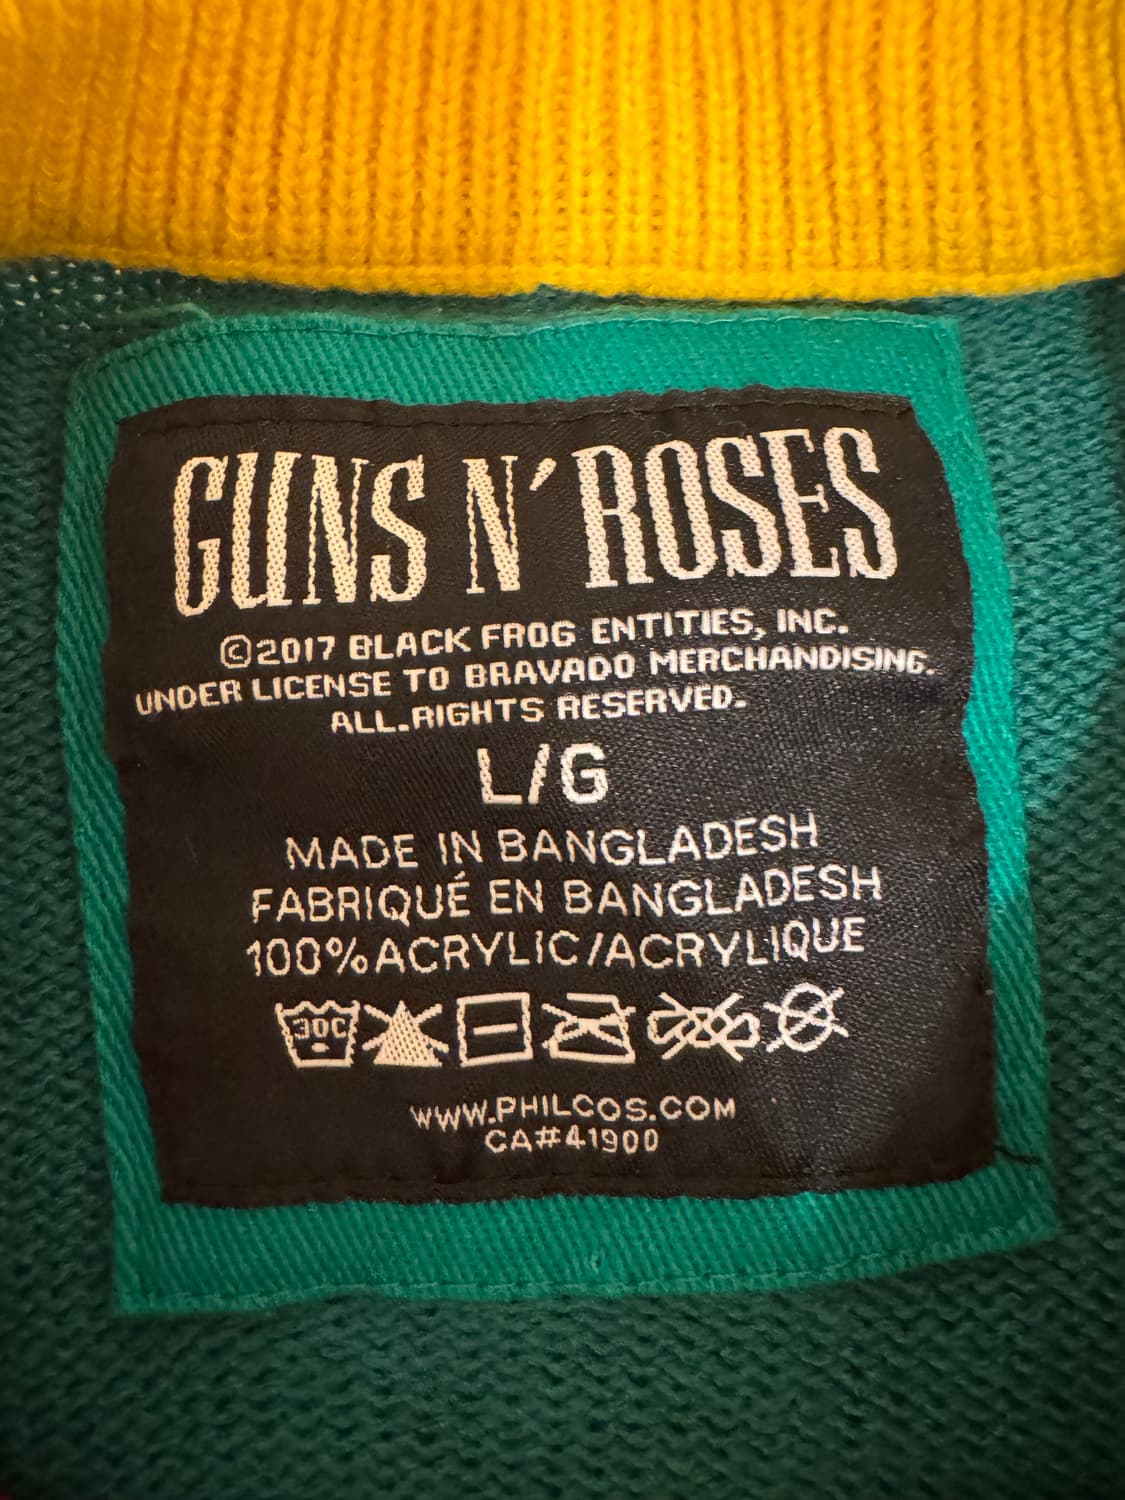 GUNS N' ROSES
©2017 BLACK FROG ENTITIES, INC.
UNDER LICENSE TO BRAVADO MERCHANDISING.
ALL.RIGHTS RESERVED.
L/G
MADE IN BANGLADESH
FABRIQUÉ EN BANGLADESH
100% ACRYLIC/ACRYLIQUE
30C
WWW.PHILCOS.COM
CA#41900